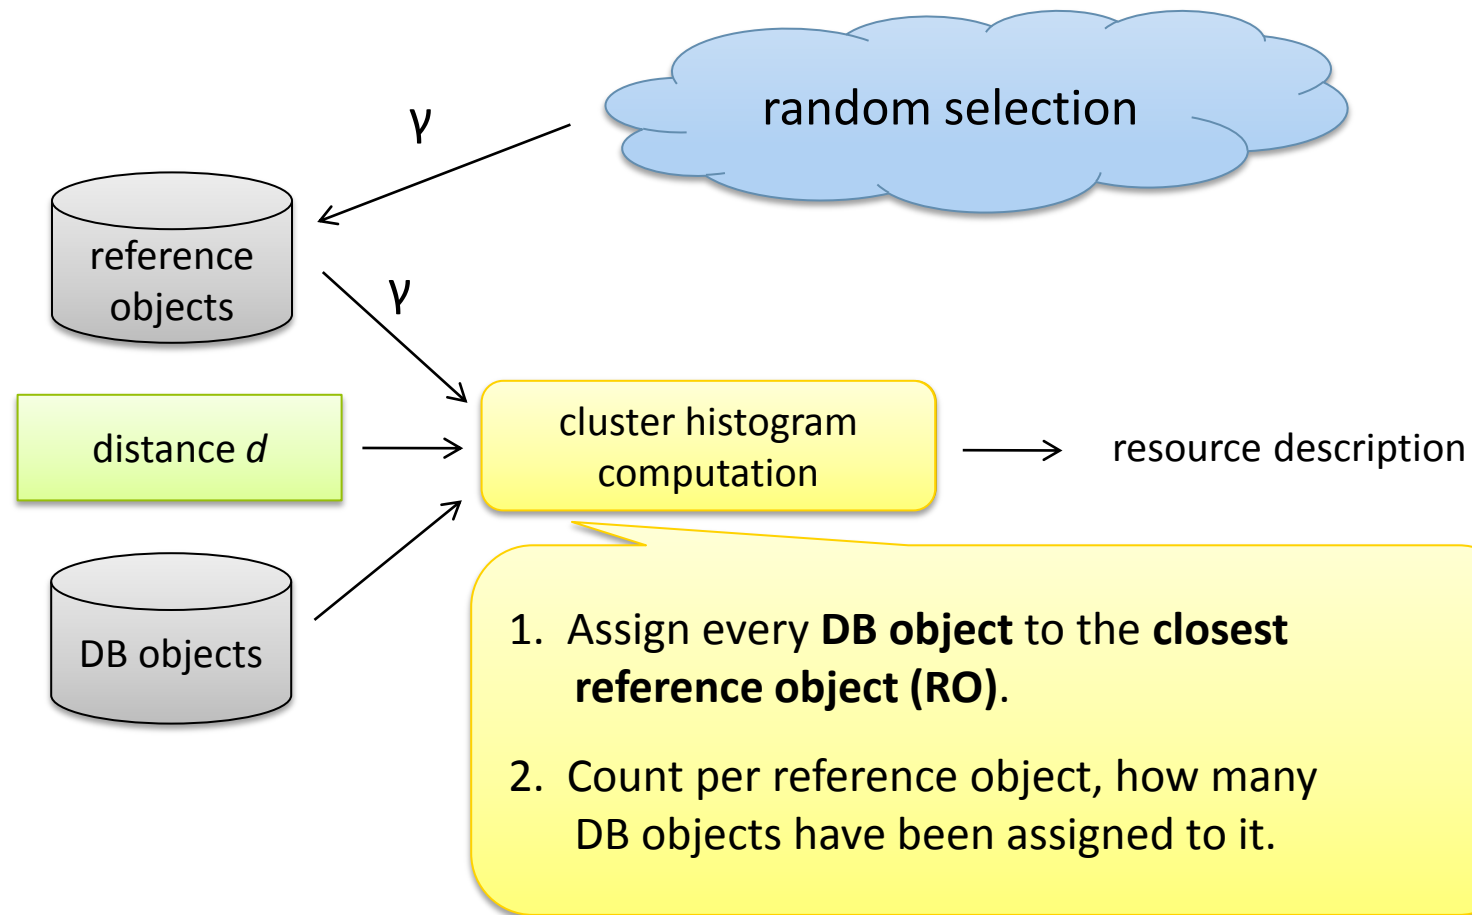 random selection
γ
reference
objects
γ
distance d
cluster histogram
computation
resource description
DB objects
1. Assign every DB object to the closest
reference object (RO).
2. Count per reference object, how many
DB objects have been assigned to it.